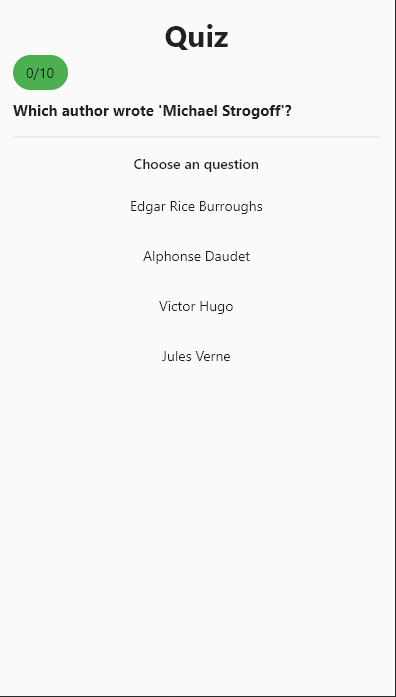 Quiz
0/10
Which author wrote 'Michael Strogoff'?
Choose an question
Edgar Rice Burroughs
Alphonse Daudet
Victor Hugo
Jules Verne